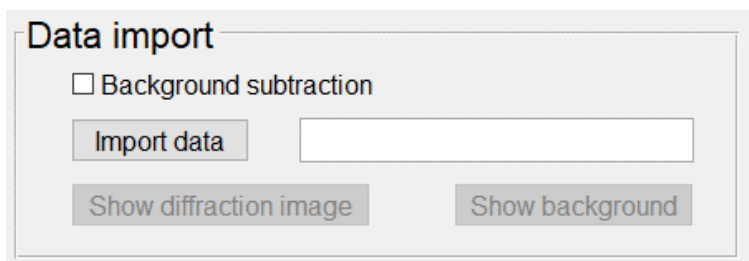 Data import
Background subtraction
Import data
Show diffraction image
Show background